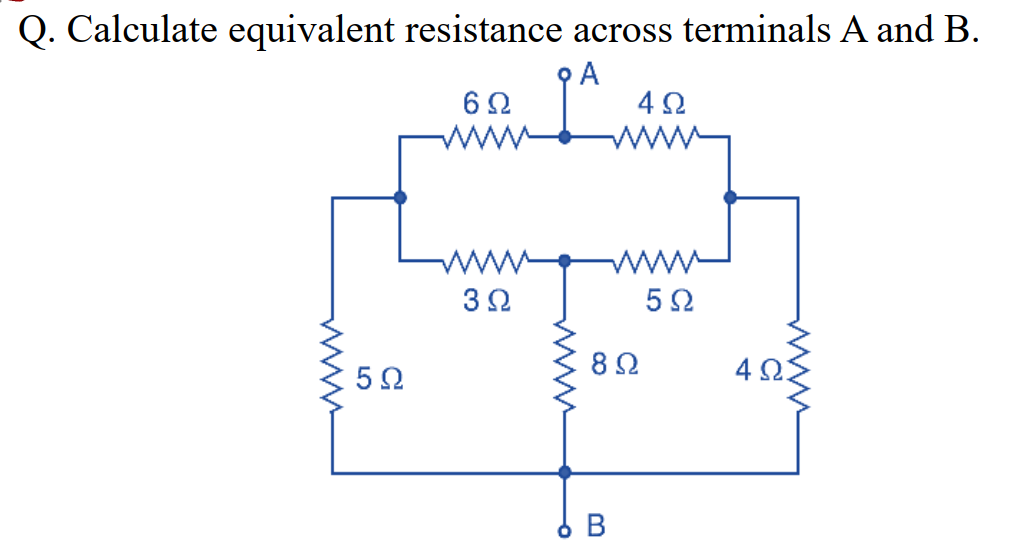 Q. Calculate equivalent resistance across terminals A and B.
A
6 Ω
4 Ω
3 Ω
5 Ω
8 Ω
5 Ω
4 Ω
B